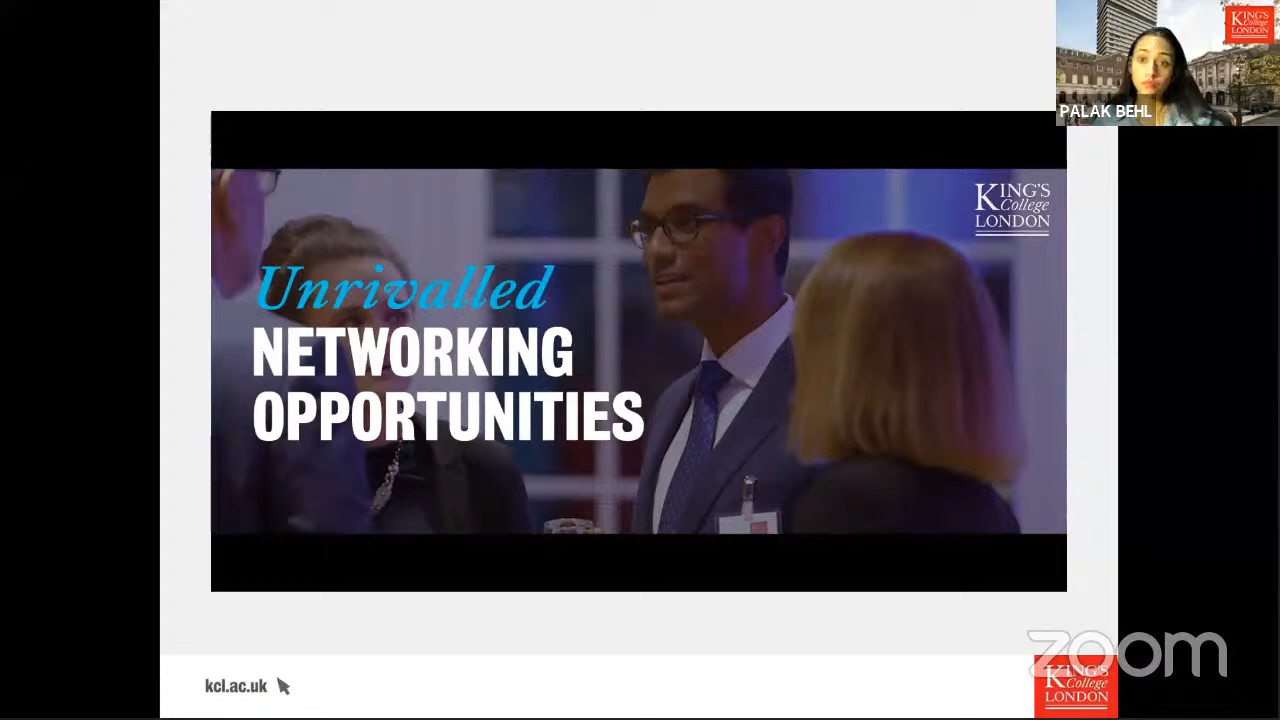 KING'S
College
LONDON
PALAK BEHL
KING'S
College
LONDON
Unrivalled
NETWORKING
OPPORTUNITIES
zoom
kcl.ac.uk
KING'S
College
LONDON